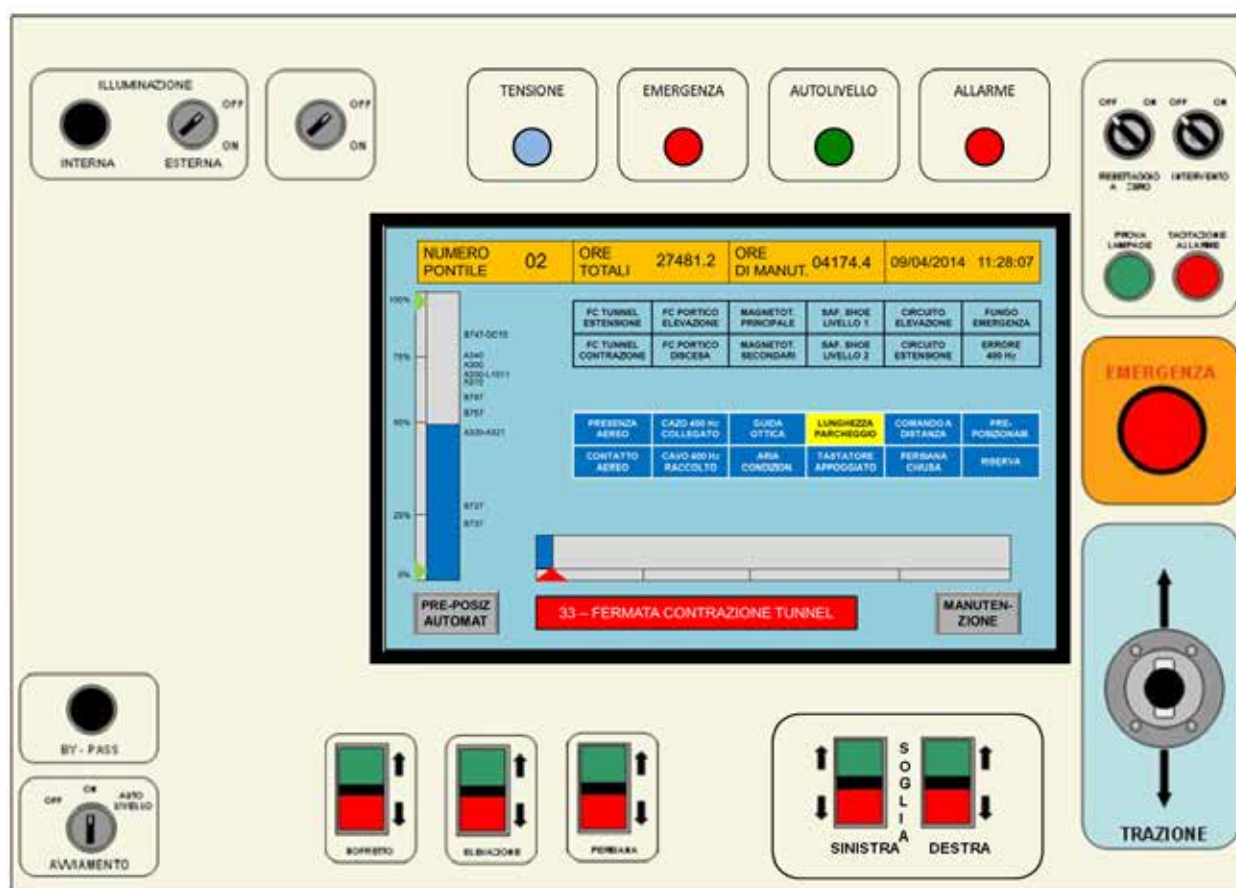 ILLUMINAZIONE
OFF
ON
INTERNA
ESTERNA
OFF
ON
TENSIONE
EMERGENZA
AUTOLIVELLO
ALLARME
OFF ON OFF ON
INTERVENTO
PROVA
LAMPADE
TACITAZIONE
ALLARME
NUMERO
PONTILE
02
ORE
TOTALI
27481.2
ORE
DI MANUT.
04174.4
09/04/2014 11:28:07
100%
75%
50%
25%
0%
B747-DC10
A340
A300
A310
B767
B757
A320-A321
B727
B737
FC TUNNEL
ESTENSIONE
FC PORTICO
ELEVAZIONE
MAGNETOT.
PRINCIPALE
SAF. SHOE
LIVELLO 1
CIRCUITO
ELEVAZIONE
FUNGO
EMERGENZA
FC TUNNEL
CONTRAZIONE
FC PORTICO
DISCESA
MAGNETOT.
SECONDARI
SAF. SHOE
LIVELLO 2
CIRCUITO
ESTENSIONE
ERRORE
400 Hz
PRESENZA
AEREO
CAZO 400 Hz
COLLEGATO
GUIDA
OTTICA
LUNGHEZZA
PARCHEGGIO
COMANDO A
DISTANZA
PRE-
POSIZIONAM.
CONTATTO
AEREO
CAVO 400 Hz
RACCOLTO
ARIA
CONDIZION.
TASTATORE
APPOGGIATO
PERSIANA
CHIUSA
RISERVA
PRE-POSIZ
AUTOMAT
33 – FERMATA CONTRAZIONE TUNNEL
MANUTEN-
ZIONE
EMERGENZA
TRAZIONE
BY - PASS
OFF
ON
AUTO
LIVELLO
AVVIAMENTO
SOFFIETTO
ELEVAZIONE
PERSIANA
SOGLIA
SINISTRA
DESTRA